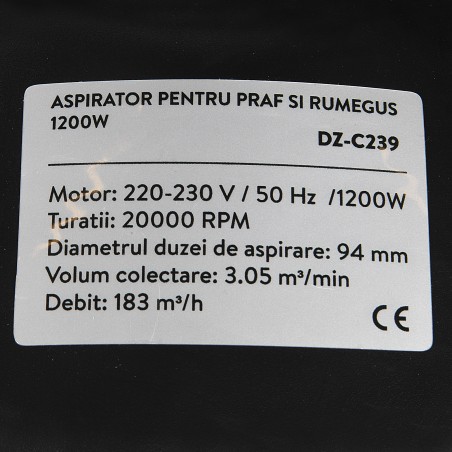 ASPIRATOR PENTRU PRAF SI RUMEGUS
1200W
DZ-C239
Motor: 220-230 V / 50 Hz /1200W
Turatii: 20000 RPM
Diametrul duzei de aspirare: 94 mm
Volum colectare: 3.05 m³/min
Debit: 183 m³/h
CE